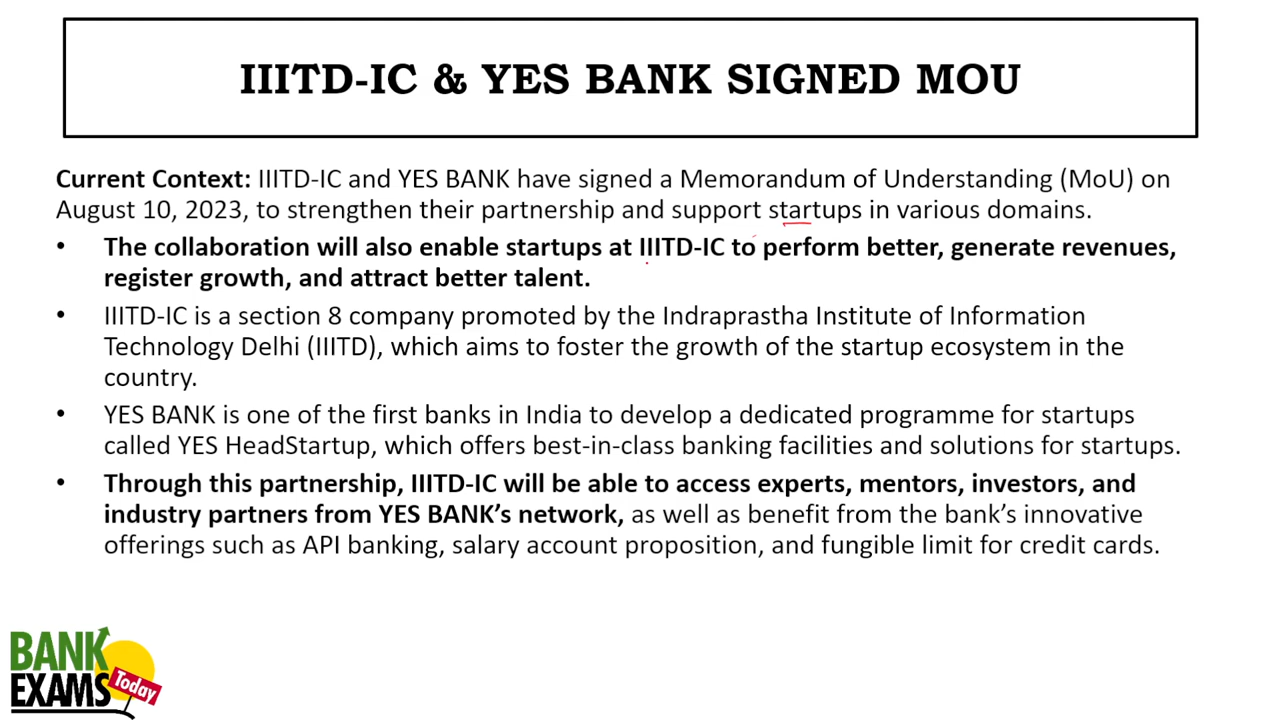 IIITD-IC & YES BANK SIGNED MOU
Current Context: IIITD-IC and YES BANK have signed a Memorandum of Understanding (MoU) on
August 10, 2023, to strengthen their partnership and support startups in various domains.
• The collaboration will also enable startups at IIITD-IC to perform better, generate revenues,
register growth, and attract better talent.
• IIITD-IC is a section 8 company promoted by the Indraprastha Institute of Information
Technology Delhi (IIITD), which aims to foster the growth of the startup ecosystem in the
country.
• YES BANK is one of the first banks in India to develop a dedicated programme for startups
called YES HeadStartup, which offers best-in-class banking facilities and solutions for startups.
• Through this partnership, IIITD-IC will be able to access experts, mentors, investors, and
industry partners from YES BANK’s network, as well as benefit from the bank’s innovative
offerings such as API banking, salary account proposition, and fungible limit for credit cards.
BANK
EXAMS
Today